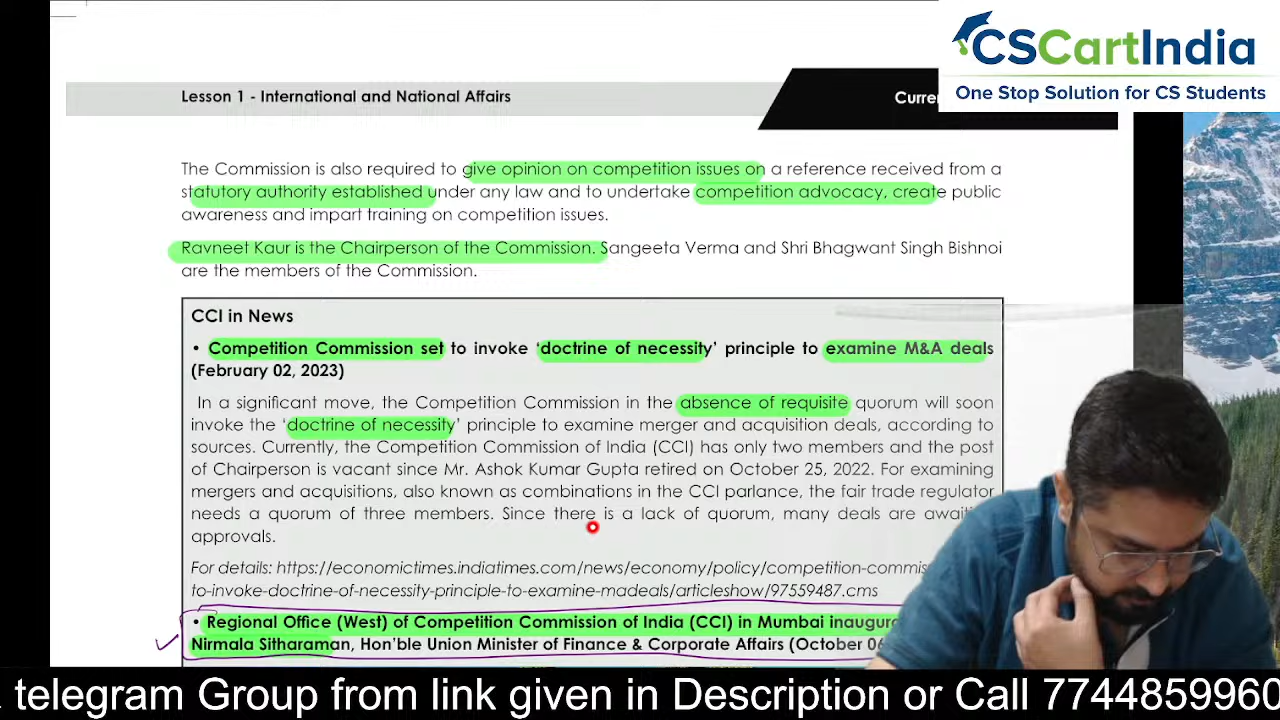 CSCartIndia
One Stop Solution for CS Students
Lesson 1 - International and National Affairs
The Commission is also required to give opinion on competition issues on a reference received from a
statutory authority established under any law and to undertake competition advocacy, create public
awareness and impart training on competition issues.
Ravneet Kaur is the Chairperson of the Commission. Sangeeta Verma and Shri Bhagwant Singh Bishnoi
are the members of the Commission.
CCI in News
• Competition Commission set to invoke ‘doctrine of necessity’ principle to examine M&A deals
(February 02, 2023)
In a significant move, the Competition Commission in the absence of requisite quorum will soon
invoke the ‘doctrine of necessity’ principle to examine merger and acquisition deals, according to
sources. Currently, the Competition Commission of India (CCI) has only two members and the post
of Chairperson is vacant since Mr. Ashok Kumar Gupta retired on October 25, 2022. For examining
mergers and acquisitions, also known as combinations in the CCI parlance, the fair trade regulator
needs a quorum of three members. Since there is a lack of quorum, many deals are
approvals.
For details: https://economictimes.indiatimes.com/news/economy/policy/competition-commis
to-invoke-doctrine-of-necessity-principle-to-examine-madeals/articleshow/97559487.cms
• Regional Office (West) of Competition Commission of India (CCI) in Mumbai
Nirmala Sitharaman, Hon’ble Union Minister of Finance & Corporate Affairs (October 06
telegram Group from link given in Description or Call 7744859960